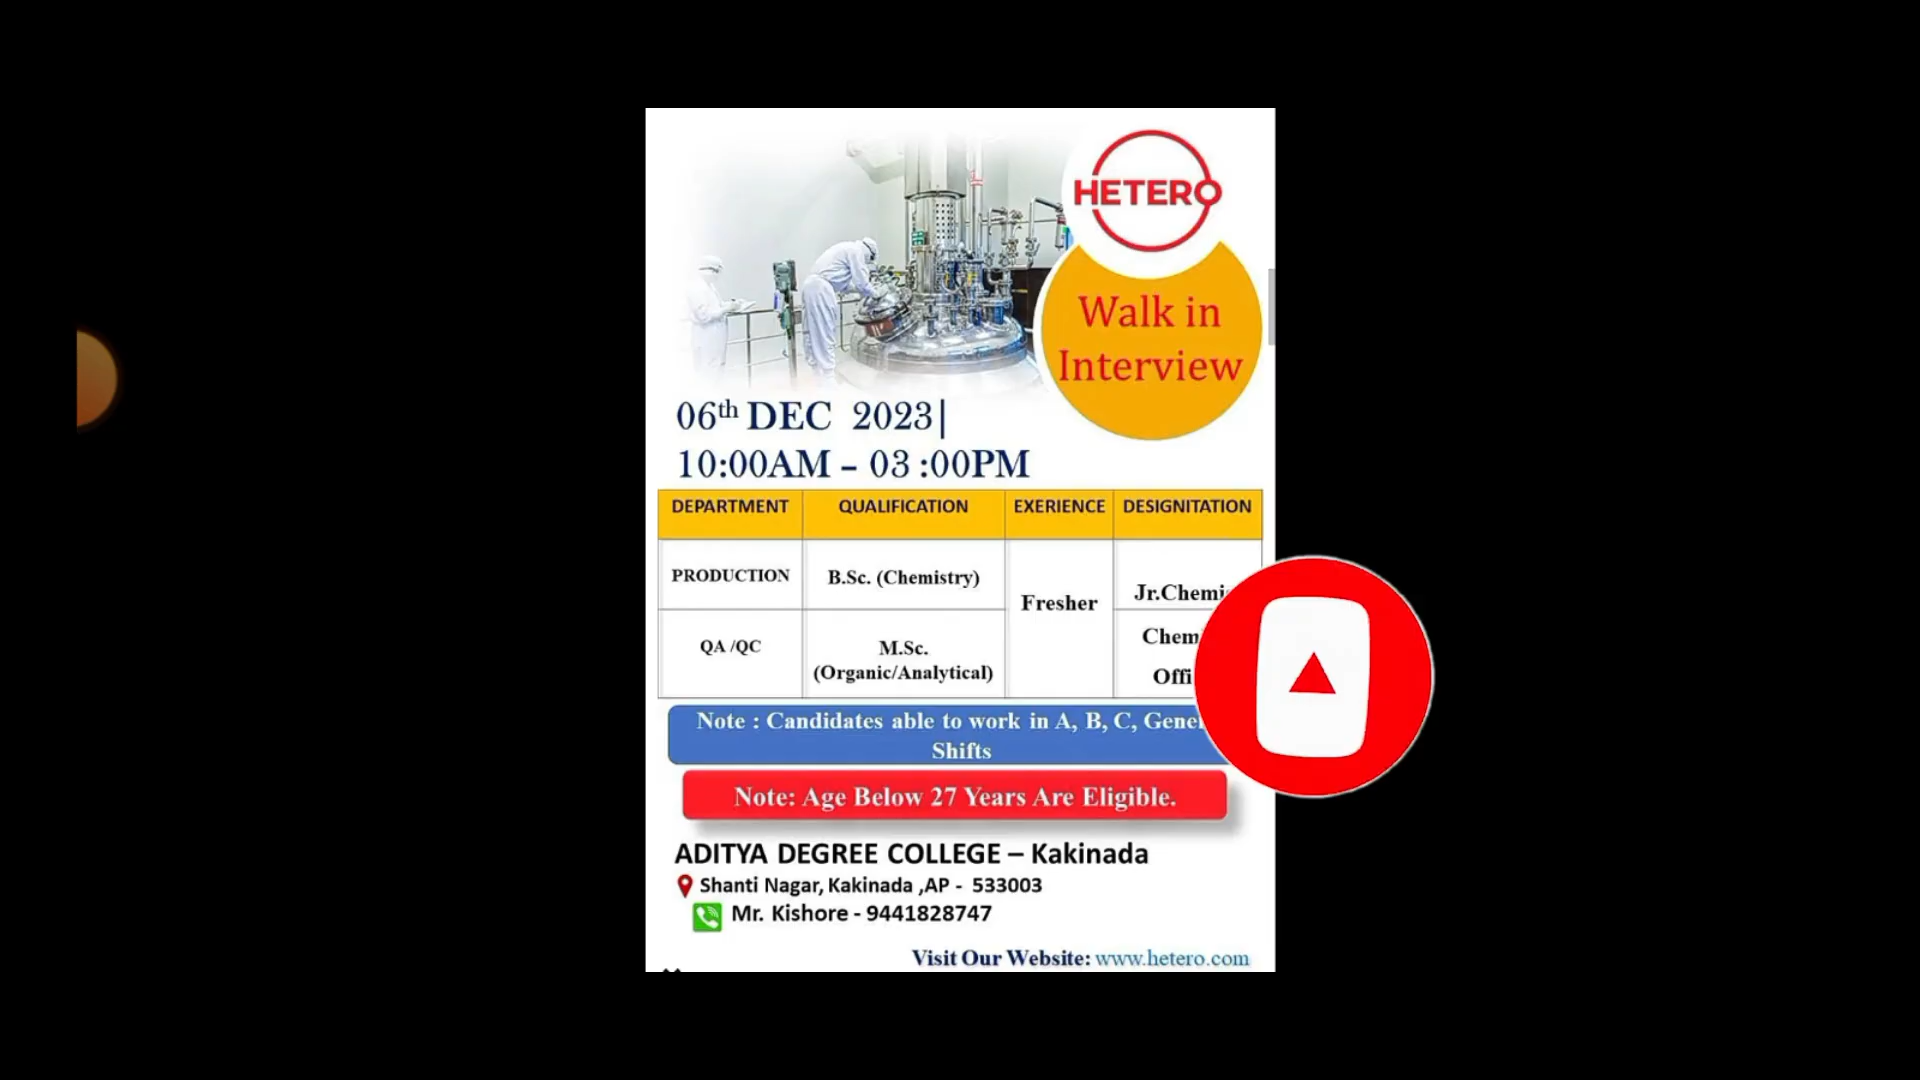 HETERO
Walk in
Interview
06th DEC 2023|
10:00AM – 03 :00PM
DEPARTMENT QUALIFICATION EXERIENCE DESIGNITATION
PRODUCTION B.Sc. (Chemistry) Fresher
QA /QC M.Sc.
(Organic/Analytical)
Note : Candidates able to work in A, B, C,
Shifts
Note: Age Below 27 Years Are Eligible.
ADITYA DEGREE COLLEGE – Kakinada
Shanti Nagar, Kakinada ,AP - 533003
Mr. Kishore - 9441828747
Visit Our Website: www.hetero.com